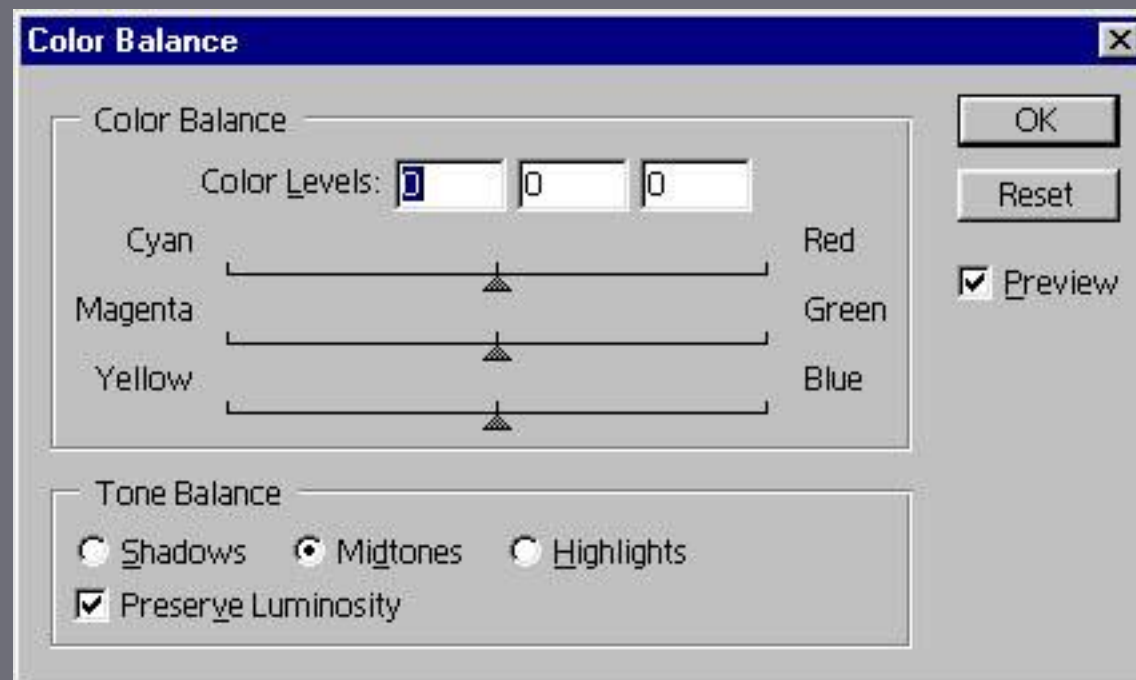 Color Balance
Color Balance
Color Levels: 0 0 0
Cyan Red
Magenta Green
Yellow Blue
Tone Balance
Shadows Midtones Highlights
Preserve Luminosity
OK
Reset
Preview